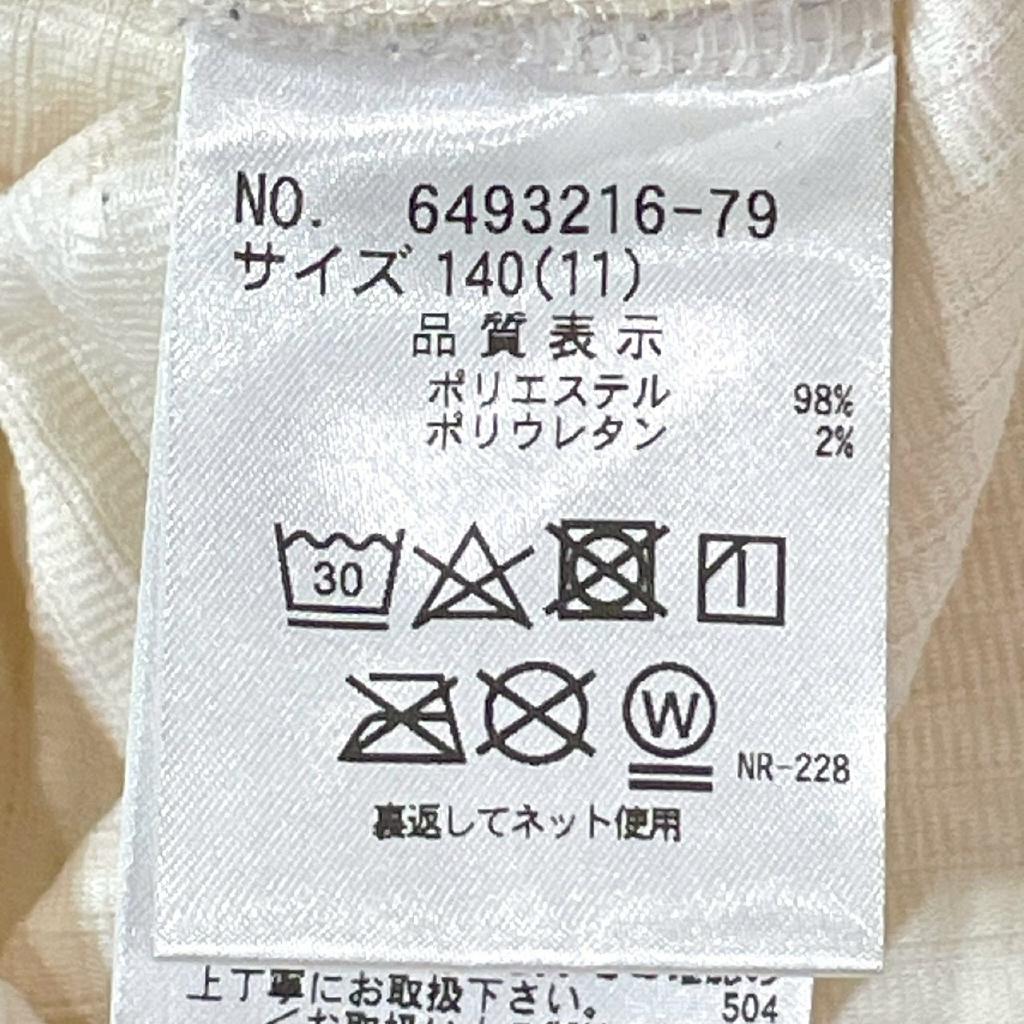 NO. 6493216-79
サイズ 140(11)
品質表示
ポリエステル 98%
ポリウレタン 2%
30
W
NR-228
裏返してネット使用
上丁寧にお取扱下さい。
504